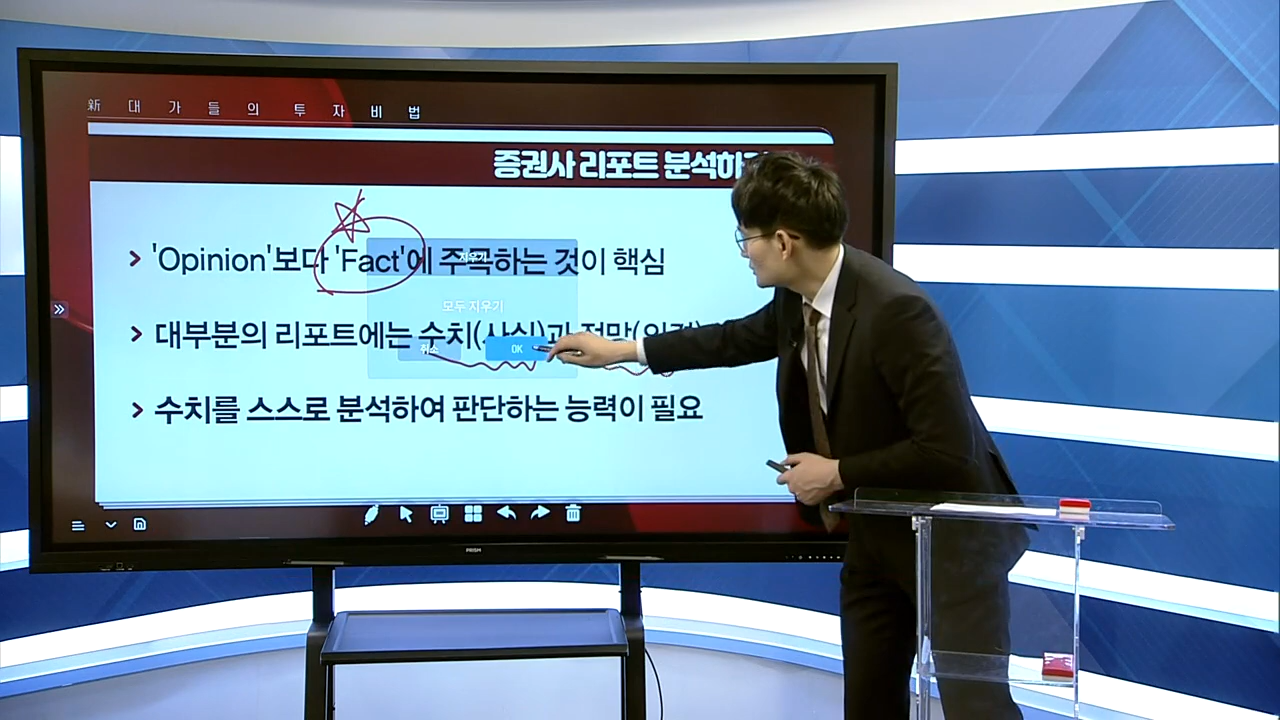 新 대가들의 투자비법
증권사 리포트 분석하
'Opinion'보다 'Fact'에 주목하는 것이 핵심
지우기
모두 지우기
대부분의 리포트에는 수치(사실)과 전망(의견)
취소
OK
수치를 스스로 분석하여 판단하는 능력이 필요
PRISM